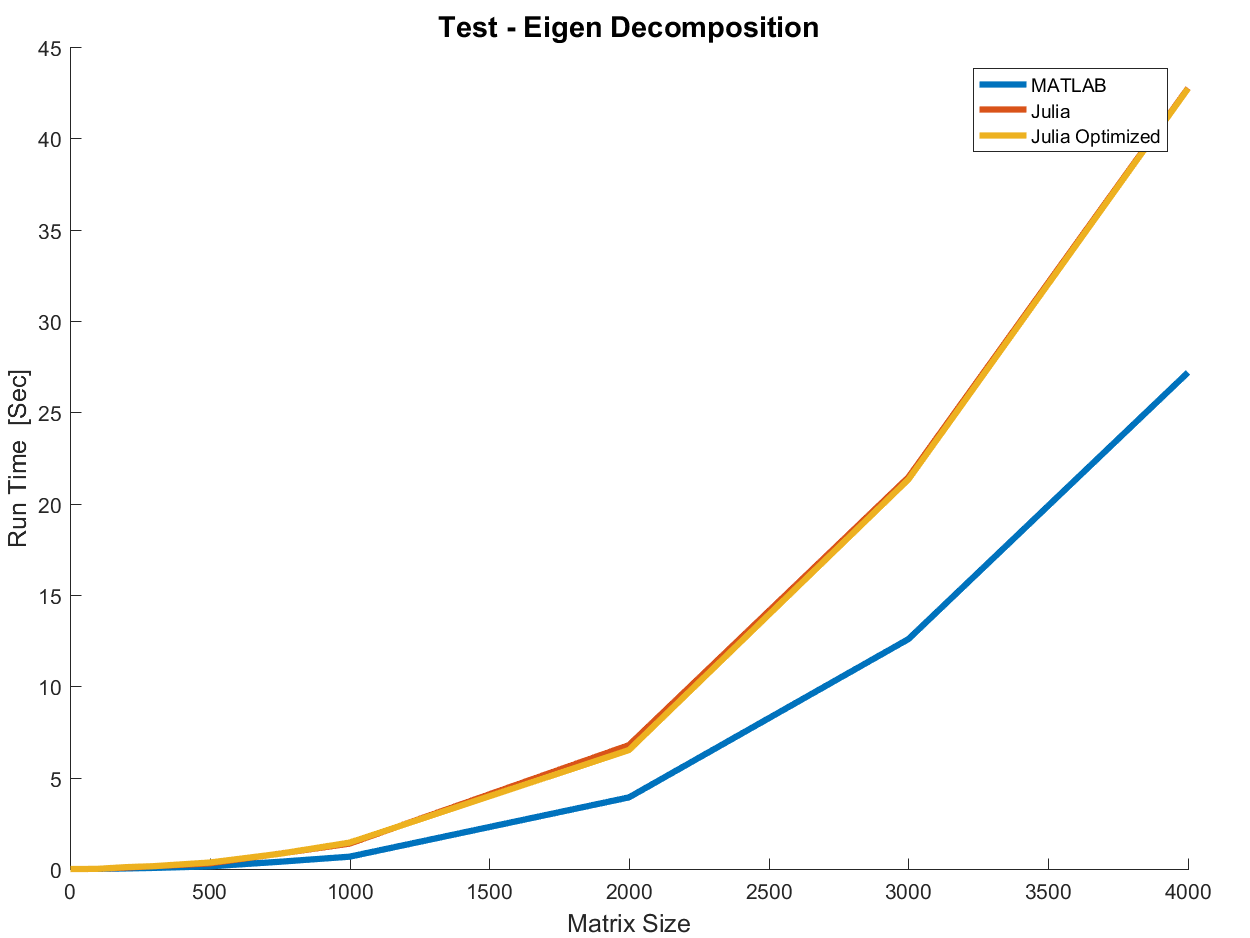 Test - Eigen Decomposition
45
40
35
30
25
20
15
10
5
0
Run Time [Sec]
MATLAB
Julia
Julia Optimized
0 500 1000 1500 2000 2500 3000 3500 4000
Matrix Size